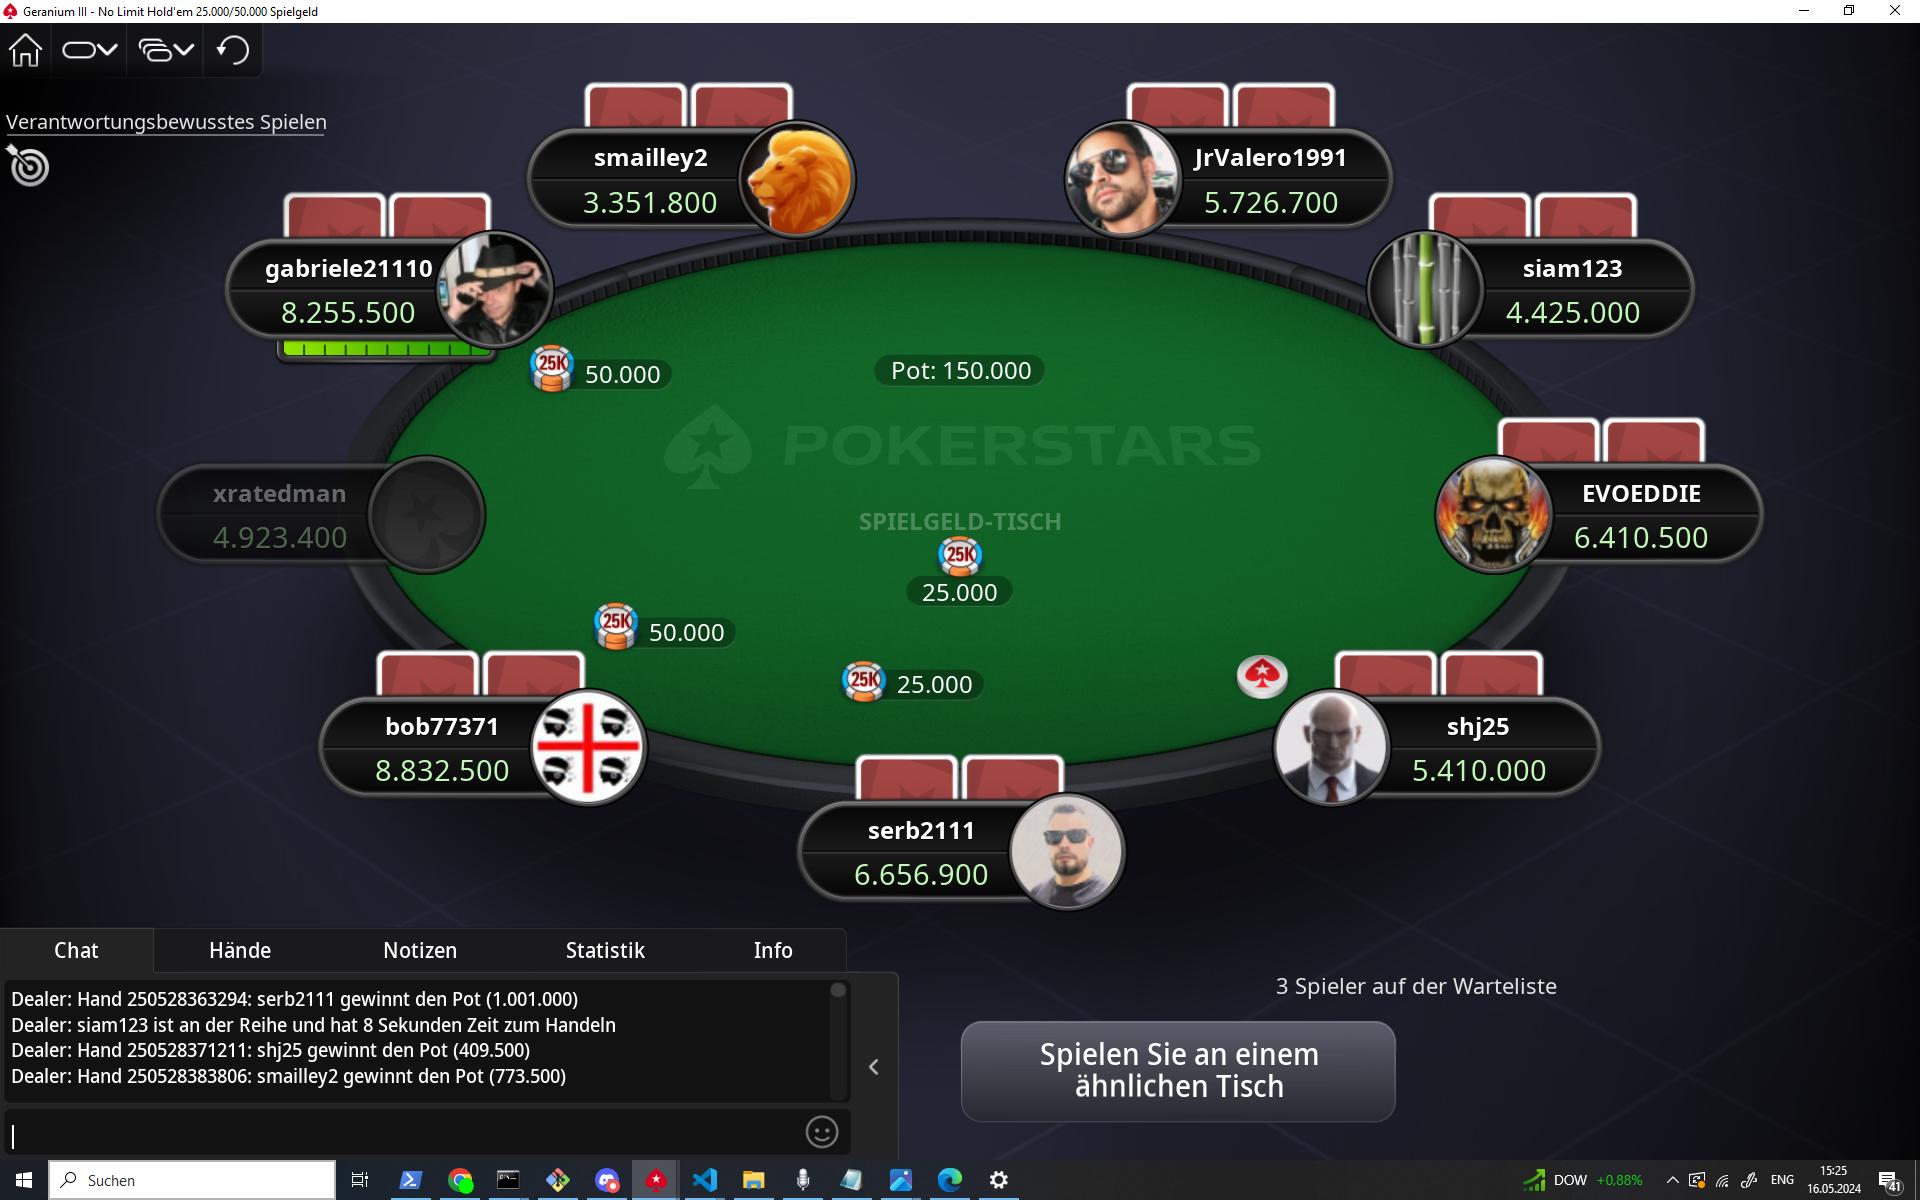 Geranium III - No Limit Hold'em 25.000/50.000 Spielgeld
Verantwortungsbewusstes Spielen
smailley2
3.351.800
JrValero1991
5.726.700
gabriele21110
8.255.500
siam123
4.425.000
25K
50.000
Pot: 150.000
POKERSTARS
xratedman
4.923.400
EVOEDDIE
6.410.500
SPIELGELD-TISCH
25K
25.000
25K
50.000
25K
25.000
bob77371
8.832.500
shj25
5.410.000
serb2111
6.656.900
Chat Hände Notizen Statistik Info
Dealer: Hand 250528363294: serb2111 gewinnt den Pot (1.001.000)
Dealer: siam123 ist an der Reihe und hat 8 Sekunden Zeit zum Handeln
Dealer: Hand 250528371211: shj25 gewinnt den Pot (409.500)
Dealer: Hand 250528383806: smailley2 gewinnt den Pot (773.500)
3 Spieler auf der Warteliste
Spielen Sie an einem
ähnlichen Tisch
Suchen
DOW +0,88%
ENG
15:25
16.05.2024
41